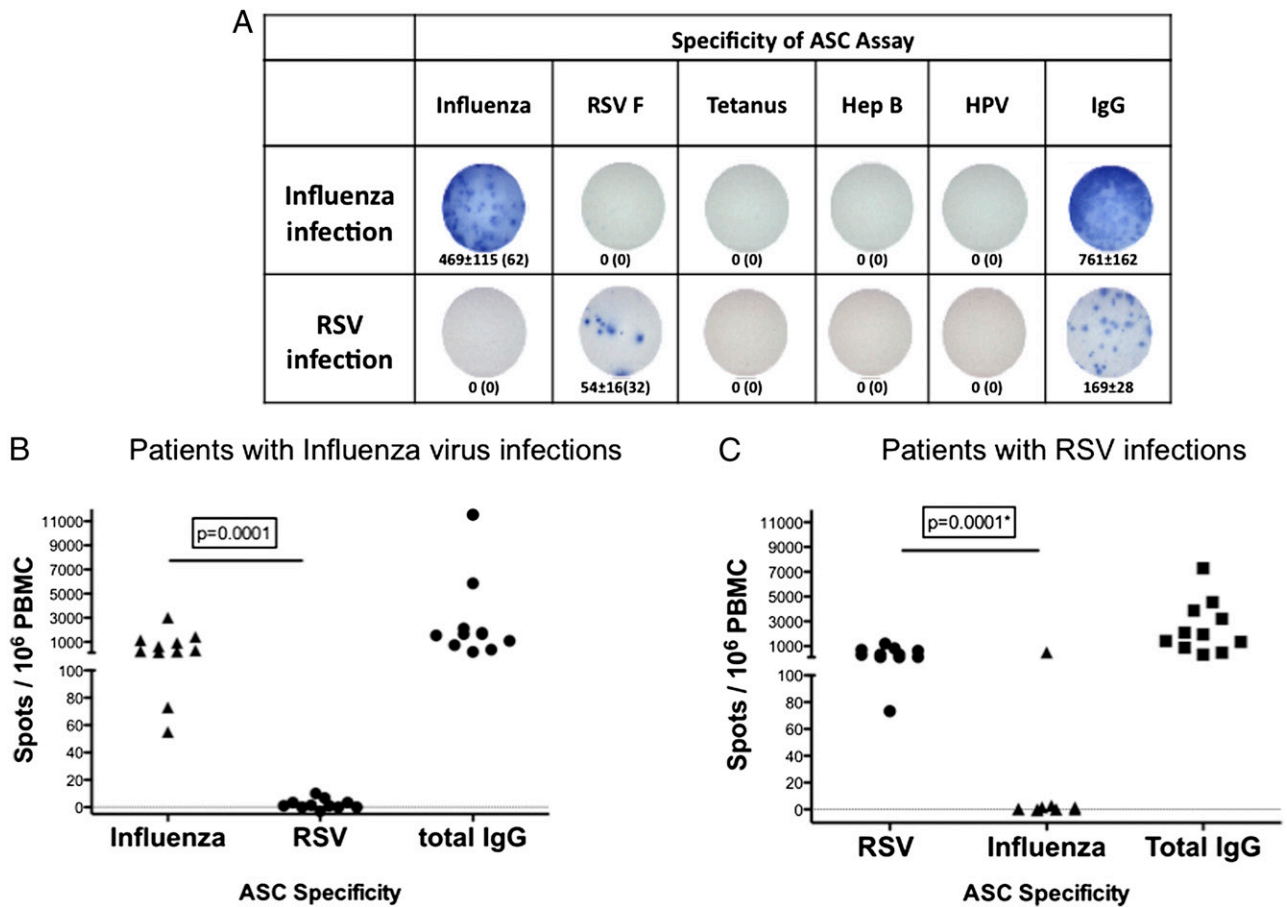 A
Specificity of ASC Assay
Influenza RSV F Tetanus Hep B HPV IgG
Influenza
infection
469±115 (62) 0 (0) 0 (0) 0 (0) 0 (0) 761±162
RSV
infection
0 (0) 54±16(32) 0 (0) 0 (0) 0 (0) 169±28
B Patients with Influenza virus infections
p=0.0001
11000
9000
7000
5000
3000
1000
100
80
60
40
20
0
Spots / 10⁶ PBMC
Influenza RSV total IgG
ASC Specificity
C Patients with RSV infections
p=0.0001*
11000
9000
7000
5000
3000
1000
100
80
60
40
20
0
Spots / 10⁶ PBMC
RSV Influenza Total IgG
ASC Specificity